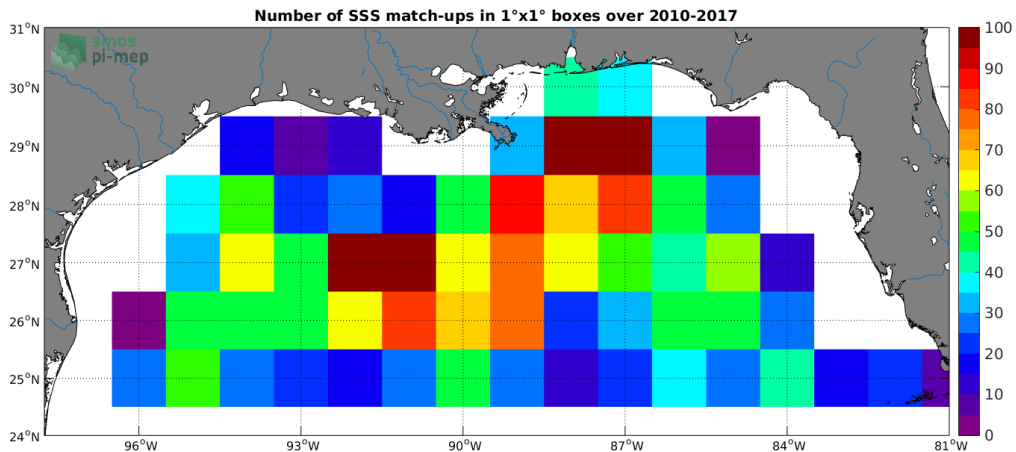 Number of SSS match-ups in 1°x1° boxes over 2010-2017
smos
pi-mep
31°N
30°N
29°N
28°N
27°N
26°N
25°N
24°N
96°W
93°W
90°W
87°W
84°W
81°W
100
90
80
70
60
50
40
30
20
10
0